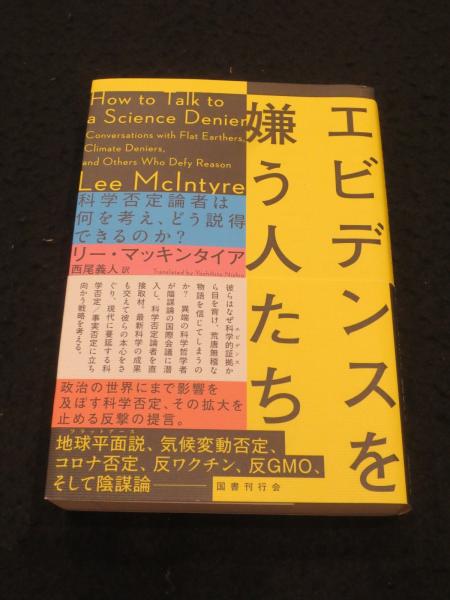 エビデンスを
嫌う人たち
How to Talk to
a Science Denier
Conversations with Flat Earthers,
Climate Deniers,
and Others Who Defy Reason
Lee McIntyre
科学否定論者は
何を考え、どう説得
できるのか?
リー・マッキンタイア
西尾義人 訳
Translated by Yoshihito Nishio
彼らはなぜ科学的証拠か
エビデンス
ら目を背け、荒唐無稽な
物語を信じてしまうの
か? 異端の科学哲学者
が陰謀論の国際会議に潜
入し、科学否定論者を直
接取材。最新科学の成果
も交えて彼らの本心をさ
ぐり、現代に蔓延する科
学否定/事実否定に立ち
向かう戦略を考える。
政治の世界にまで影響を
及ぼす科学否定、その拡大を
止める反撃の提言。
フラットアース
地球平面説、気候変動否定、
コロナ否定、反ワクチン、反GMO、
そして陰謀論――
国書刊行会